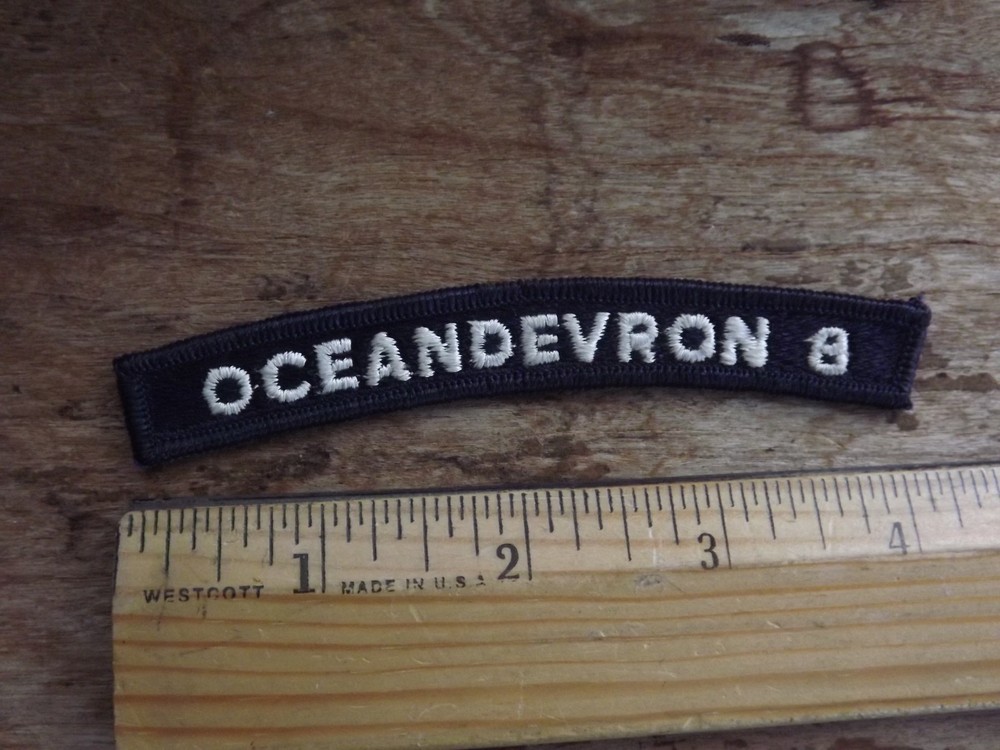 OCEANDEVRON 8
1 2 3 4
WESTCOTT MADE IN U.S.A